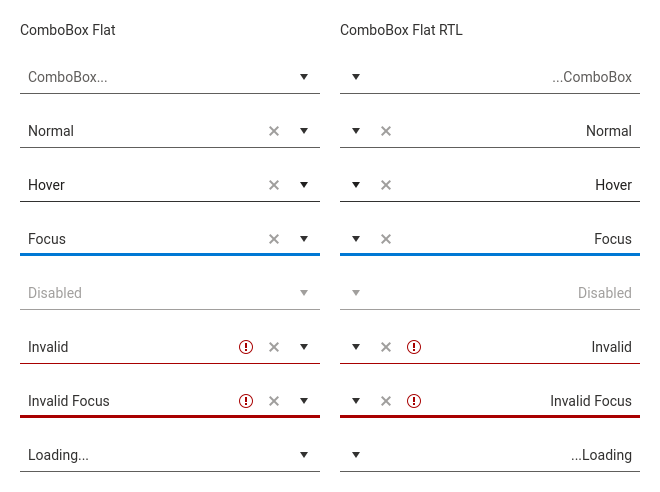 ComboBox Flat
ComboBox Flat RTL
ComboBox...
...ComboBox
Normal
Normal
Hover
Hover
Focus
Focus
Disabled
Disabled
Invalid
Invalid
Invalid Focus
Invalid Focus
Loading...
...Loading